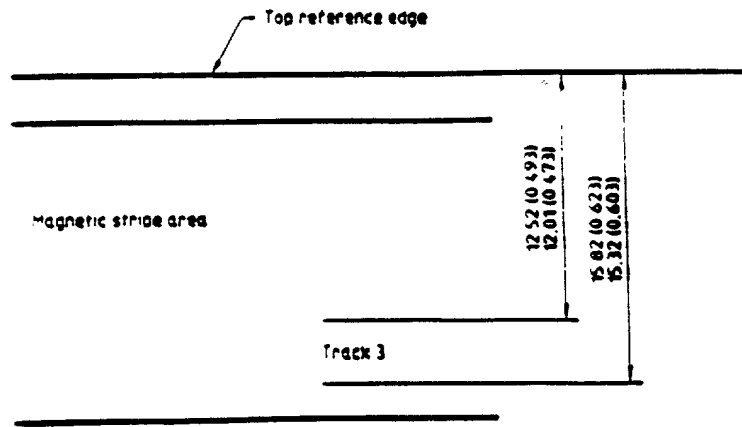 Top reference edge
12.52 (0.493)
12.01 (0.473)
15.82 (0.623)
15.32 (0.603)
Magnetic stripe area
Track 3